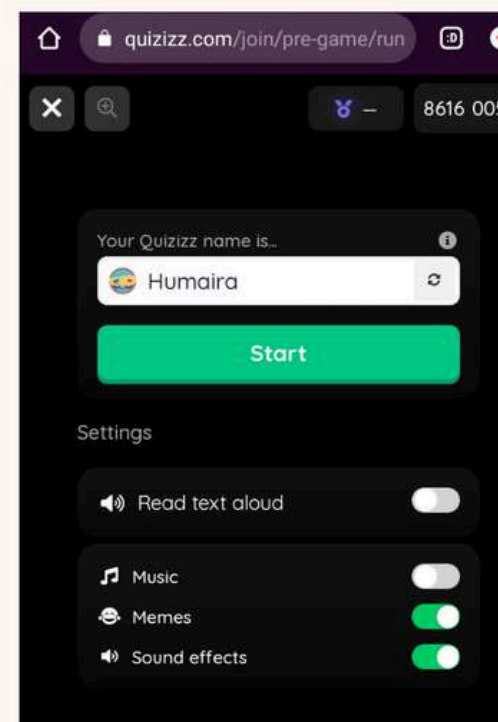 quizizz.com/join/pre-game/run
:D
8616 005
Your Quizizz name is...
Humaira
Start
Settings
Read text aloud
Music
Memes
Sound effects